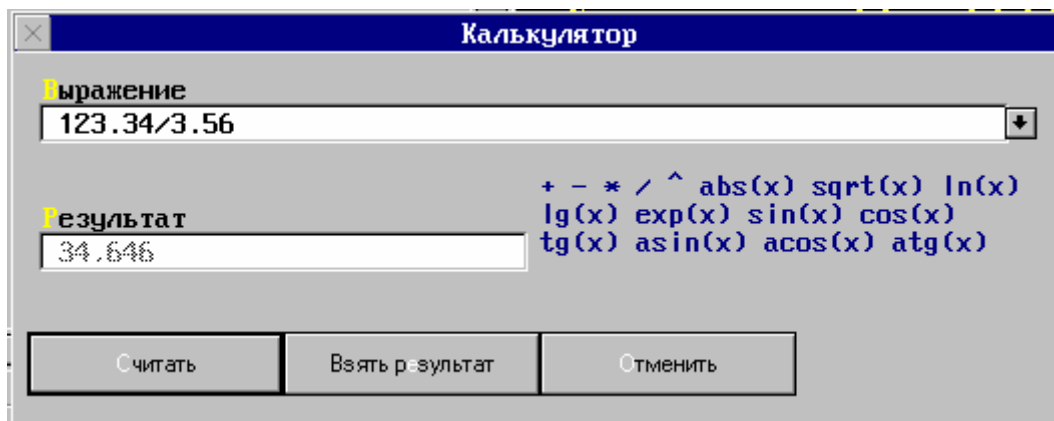 Калькулятор
Выражение
123.34/3.56
+ - * / ^ abs(x) sqrt(x) ln(x)
lg(x) exp(x) sin(x) cos(x)
tg(x) asin(x) acos(x) atg(x)
Результат
34,646
Считать
Взять результат
Отменить